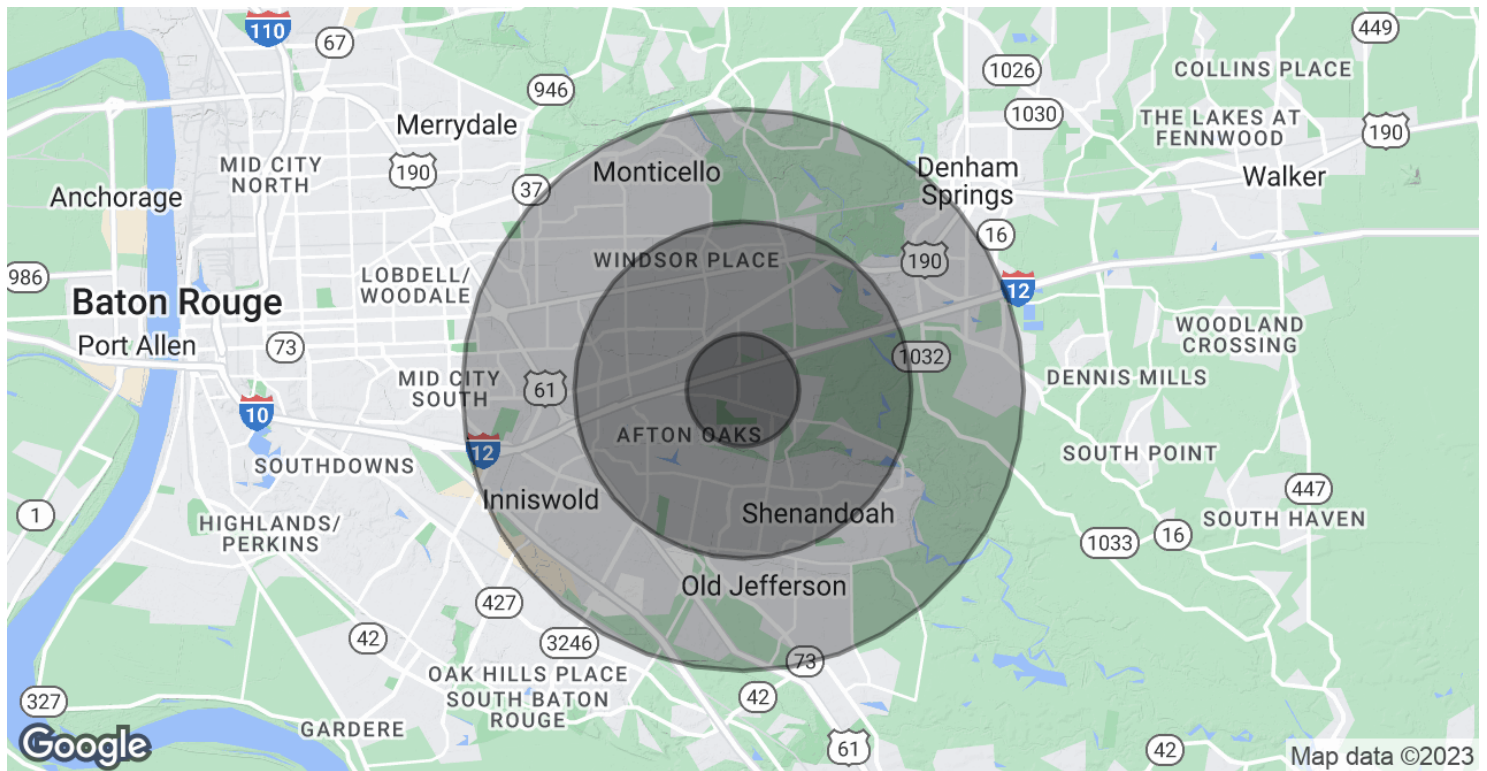 110
67
449
1026
COLLINS PLACE
946
1030
THE LAKES AT
FENNWOOD
190
Merrydale
MID CITY
NORTH
190
Monticello
Denham
Springs
Walker
Anchorage
37
16
986
LOBDELL/
WOODALE
WINDSOR PLACE
190
12
Baton Rouge
Port Allen
73
WOODLAND
CROSSING
1032
MID CITY
SOUTH
61
DENNIS MILLS
10
AFTON OAKS
12
SOUTHDOWNS
SOUTH POINT
Inniswold
447
1
Shenandoah
HIGHLANDS/
PERKINS
SOUTH HAVEN
16
1033
Old Jefferson
427
42
3246
73
OAK HILLS PLACE
SOUTH BATON
ROUGE
42
327
GARDERE
61
42
Google
Map data ©2023